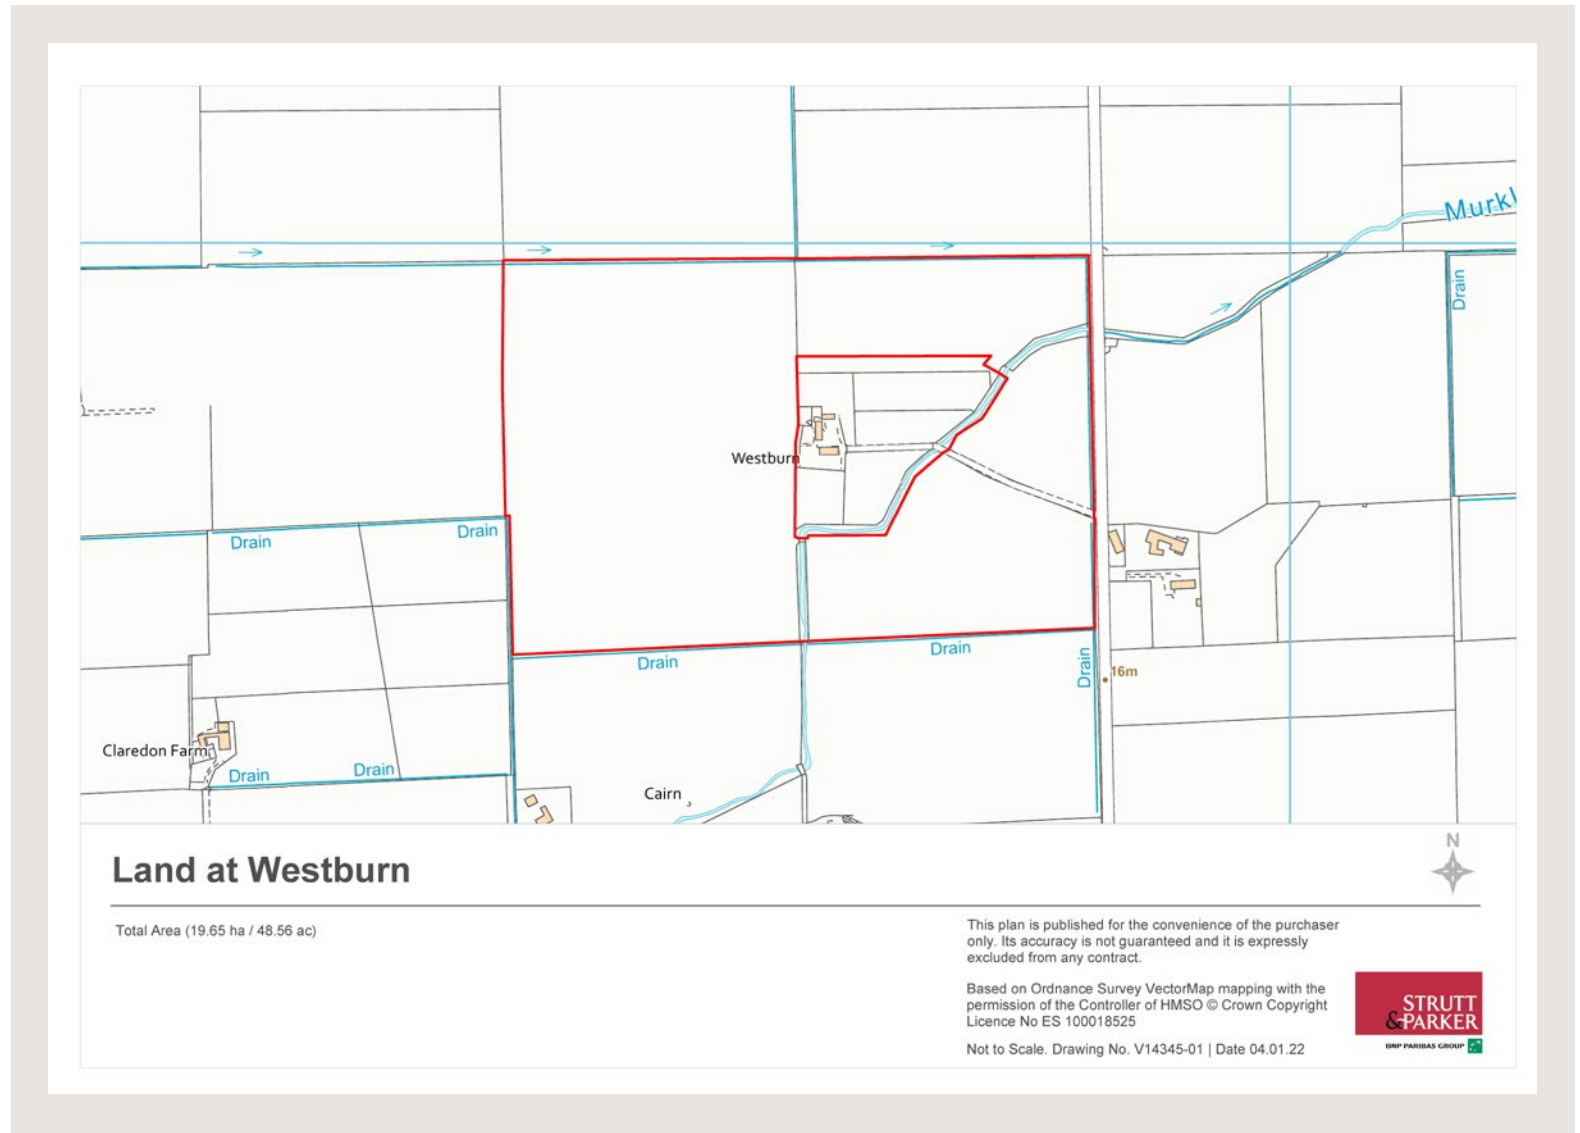 Murkl
Drain
Westburn
Drain
Drain
Drain
Drain
Drain
16m
Claredon Farm
Drain
Drain
Cairn
Land at Westburn
N
Total Area (19.65 ha / 48.56 ac)
This plan is published for the convenience of the purchaser
only. Its accuracy is not guaranteed and it is expressly
excluded from any contract.
Based on Ordnance Survey VectorMap mapping with the
permission of the Controller of HMSO © Crown Copyright
Licence No ES 100018525
Not to Scale. Drawing No. V14345-01 | Date 04.01.22
STRUTT
&PARKER
BNP PARIBAS GROUP